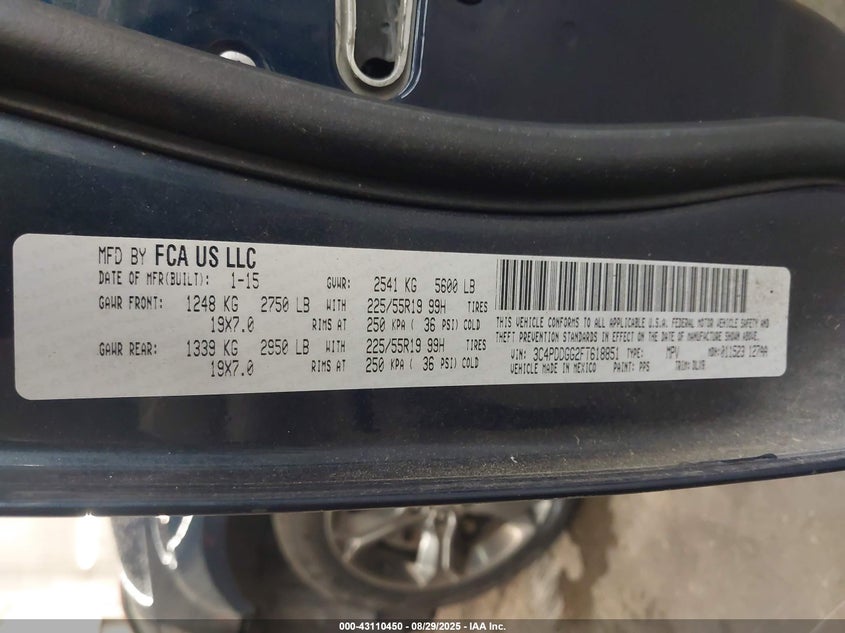 MFD BY FCA US LLC
DATE OF MFR(BUILT): 1-15 GVWR: 2541 KG 5600 LB
GAWR FRONT: 1248 KG 2750 LB WITH 225/55R19 99H TIRES
19X7.0 RIMS AT 250 KPA ( 36 PSI) COLD
GAWR REAR: 1339 KG 2950 LB WITH 225/55R19 99H TIRES
19X7.0 RIMS AT 250 KPA ( 36 PSI) COLD
THIS VEHICLE CONFORMS TO ALL APPLICABLE U.S.A. FEDERAL MOTOR VEHICLE SAFETY AND
THEFT PREVENTION STANDARDS IN EFFECT ON THE DATE OF MANUFACTURE SHOWN ABOVE.
VIN: 3C4PDDGG2FT618851 TYPE: MPV MDH: 011523 127AA
VEHICLE MADE IN MEXICO PAINT: PPS TRIM: DLV9
000-43110450 - 08/29/2025 - IAA Inc.